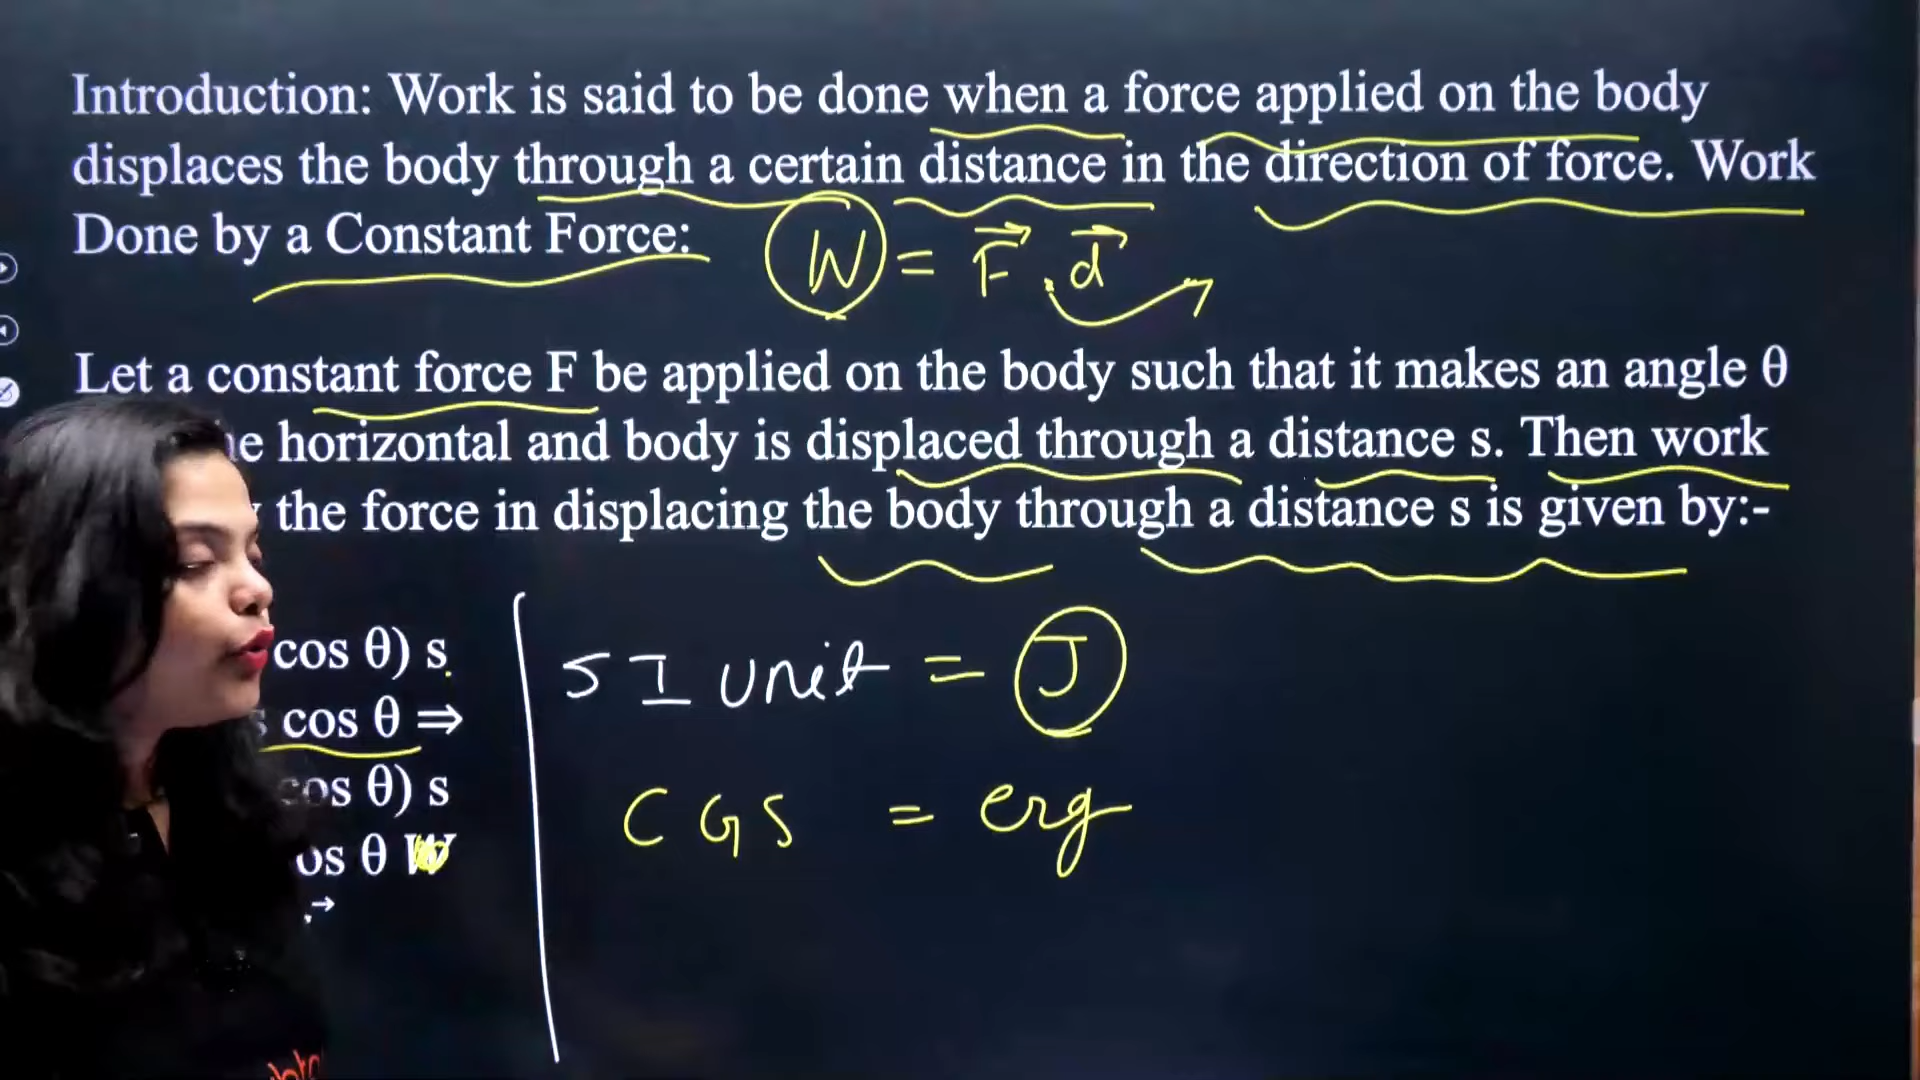 Introduction: Work is said to be done when a force applied on the body
displaces the body through a certain distance in the direction of force. Work
Done by a Constant Force: W = F⃗ . d⃗
Let a constant force F be applied on the body such that it makes an angle θ
horizontal and body is displaced through a distance s. Then work
the force in displacing the body through a distance s is given by:-
cos θ) s
cos θ ⇒
cos θ) s
θ W
SI unit = J
CGS = erg